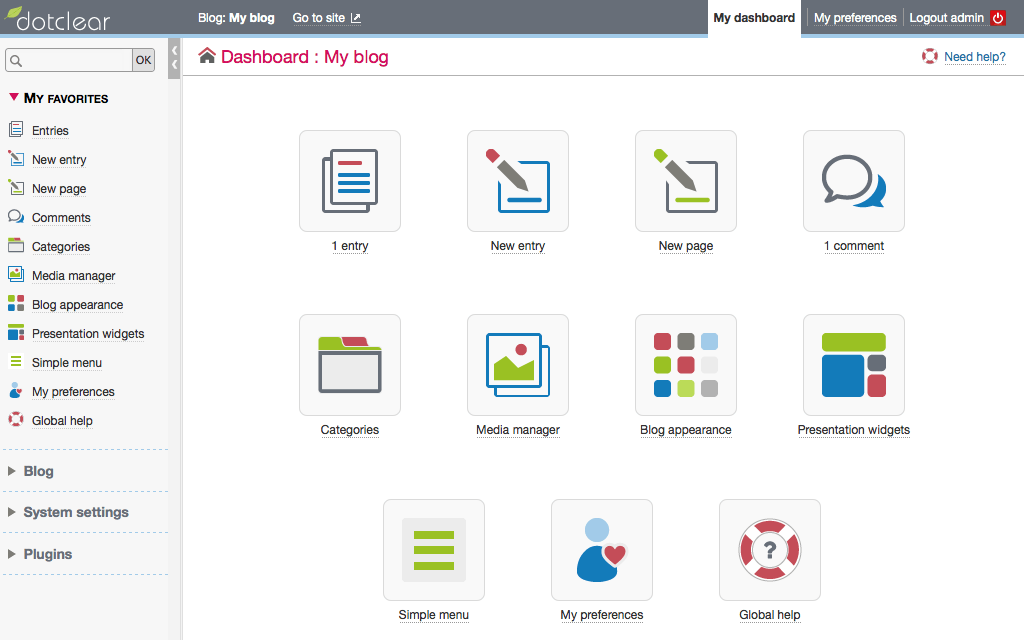 dotclear
Blog: My blog Go to site
My dashboard My preferences Logout admin
OK
Dashboard : My blog
Need help?
My favorites
Entries
New entry
New page
Comments
Categories
Media manager
Blog appearance
Presentation widgets
Simple menu
My preferences
Global help
Blog
System settings
Plugins
1 entry
New entry
New page
1 comment
Categories
Media manager
Blog appearance
Presentation widgets
?
Simple menu
My preferences
Global help